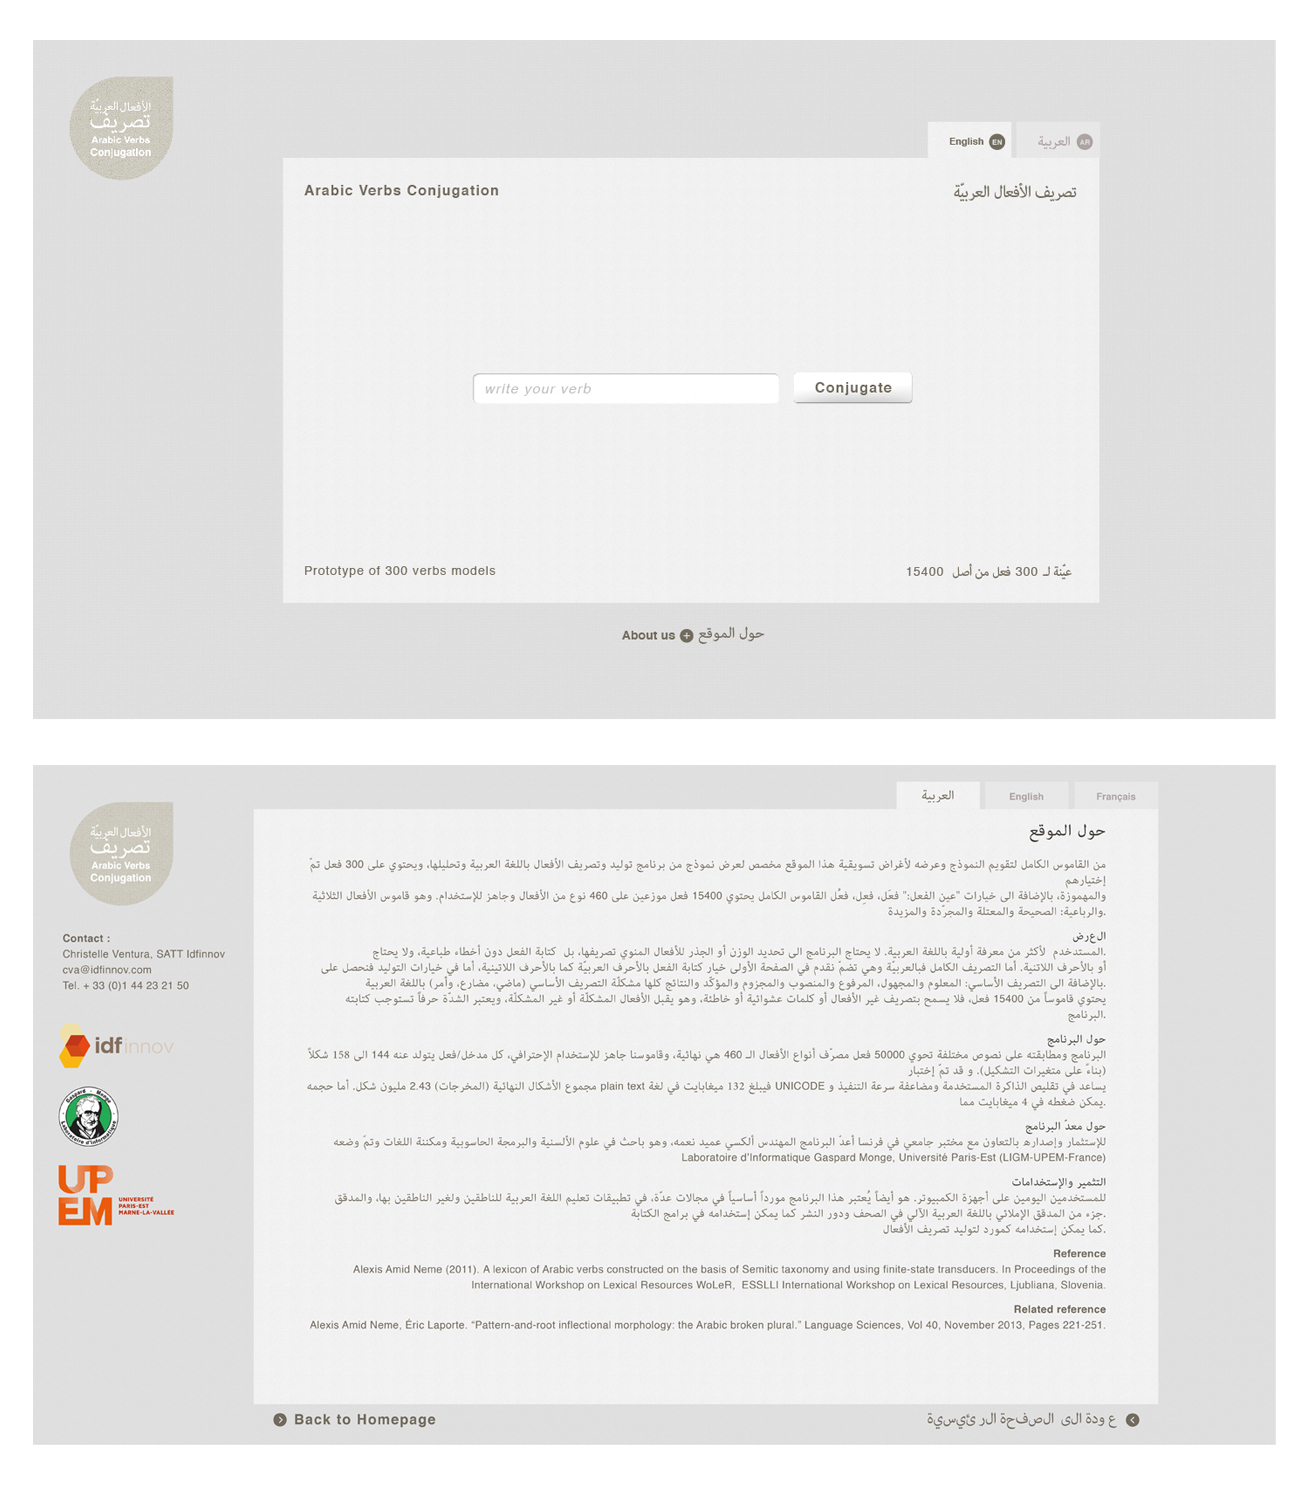 الأفعال العربيّة
تصريف
Arabic Verbs
Conjugation
English EN
العربية AR
Arabic Verbs Conjugation
تصريف الأفعال العربيّة
write your verb
Conjugate
Prototype of 300 verbs models
عيّنة لـ 300 فعل من أصل 15400
About us
حول الموقع
الأفعال العربيّة
تصريف
Arabic Verbs
Conjugation
العربية
English
Français
Contact :
Christelle Ventura, SATT Idfinnov
cva@idfinnov.com
Tel. + 33 (0)1 44 23 21 50
idfinnov
Gaspard - Monge
Laboratoire d'Informatique
UPEM
UNIVERSITÉ
PARIS-EST
MARNE-LA-VALLÉE
حول الموقع
من القاموس الكامل لتقويم النموذج وعرضه لأغراض تسويقية هذا الموقع مخصص لعرض نموذج من برنامج توليد وتصريف الأفعال باللغة العربية وتحليلها، ويحتوي على 300 فعل تمّ
إختيارهم
والمهموزة، بالإضافة الى خيارات "عين الفعل:" فعَل، فعِل، فعُل القاموس الكامل يحتوي 15400 فعل موزعين على 460 نوع من الأفعال وجاهز للإستخدام. وهو قاموس الأفعال الثلاثية
.والرباعية: الصحيحة والمعتلة والمجرّدة والمزيدة
العرض
.المستدخدم لأكثر من معرفة أولية باللغة العربية. لا يحتاج البرنامج الى تحديد الوزن أو الجذر للأفعال المنوي تصريفها، بل كتابة الفعل دون أخطاء طباعية، ولا يحتاج
أو بالأحرف اللاتنية. أما التصريف الكامل فبالعربيّة وهي تضمّ نقدم في الصفحة الأولى خيار كتابة الفعل بالأحرف العربيّة كما بالأحرف اللاتينية، أما في خيارات التوليد فنحصل على
.بالإضافة الى التصريف الأساسي: المعلوم والمجهول، المرفوع والمنصوب والمجزوم والمؤكّد والنتائج كلها مشكلّة التصريف الأساسي (ماضي، مضارع، وأمر) باللغة العربية
يحتوي قاموساً من 15400 فعل، فلا يسمح بتصريف غير الأفعال أو كلمات عشوائية أو خاطئة، وهو يقبل الأفعال المشكلّة أو غير المشكلّة، ويعتبر الشدّة حرفاً تستوجب كتابته
.البرنامج
حول البرنامج
البرنامج ومطابقته على نصوص مختلفة تحوي 50000 فعل مصرّف أنواع الأفعال الـ 460 هي نهائية، وقاموسنا جاهز للإستخدام الإحترافي، كل مدخل/فعل يتولد عنه 144 الى 158 شكلاً
(بناءً على متغيرات التشكيل). و قد تمّ إختبار
يساعد في تقليص الذاكرة المستخدمة ومضاعفة سرعة التنفيذ و UNICODE فيبلغ 132 ميغابايت في لغة plain text مجموع الأشكال النهائية (المخرجات) 2.43 مليون شكل. أما حجمه
.يمكن ضغطه في 4 ميغابايت مما
حول معدّ البرنامج
للإستثمار وإصداره بالتعاون مع مختبر جامعي في فرنسا أعدّ البرنامج المهندس ألكسي عميد نعمه، وهو باحث في علوم الألسنية والبرمجة الحاسوبية ومكننة اللغات وتمّ وضعه
Laboratoire d'Informatique Gaspard Monge, Université Paris-Est (LIGM-UPEM-France)
التثمير والإستخدامات
للمستخدمين اليومين على أجهزة الكمبيوتر. هو أيضاً يُعتبر هذا البرنامج مورداً أساسياً في مجالات عدّة، في تطبيقات تعليم اللغة العربية للناطقين ولغير الناطقين بها، والمدقق
.جزء من المدقق الإملائي باللغة العربية الآلي في الصحف ودور النشر كما يمكن إستخدامه في برامج الكتابة
.كما يمكن إستخدامه كمورد لتوليد تصريف الأفعال
Reference
Alexis Amid Neme (2011). A lexicon of Arabic verbs constructed on the basis of Semitic taxonomy and using finite-state transducers. In Proceedings of the
International Workshop on Lexical Resources WoLeR, ESSLLI International Workshop on Lexical Resources, Ljubliana, Slovenia.
Related reference
Alexis Amid Neme, Éric Laporte. “Pattern-and-root inflectional morphology: the Arabic broken plural.” Language Sciences, Vol 40, November 2013, Pages 221-251.
Back to Homepage
عودة الى الصفحة الرئيسية